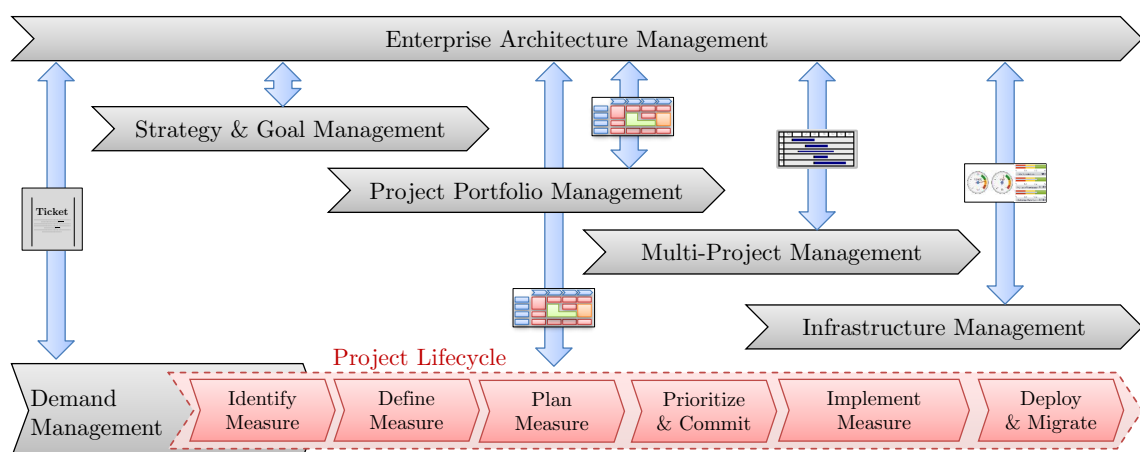 Enterprise Architecture Management
Strategy & Goal Management
Project Portfolio Management
Ticket
Multi-Project Management
Infrastructure Management
Project Lifecycle
Demand
Management
Identify
Measure
Define
Measure
Plan
Measure
Prioritize
& Commit
Implement
Measure
Deploy
& Migrate